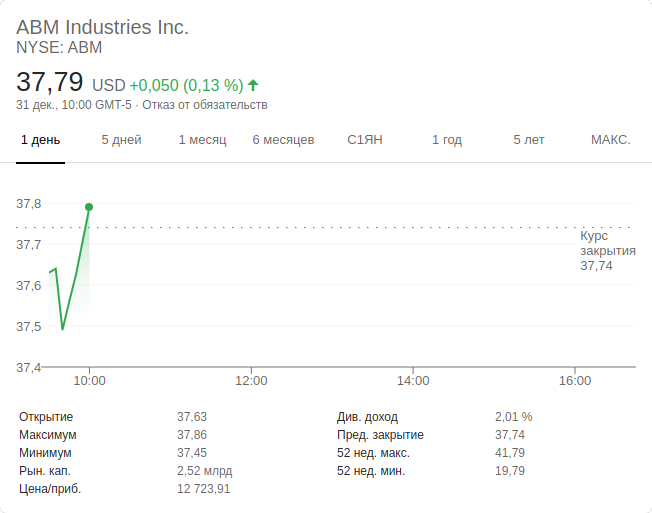 ABM Industries Inc.
NYSE: ABM
37,79 USD +0,050 (0,13 %)
31 дек., 10:00 GMT-5 · Отказ от обязательств
1 день 5 дней 1 месяц 6 месяцев С1ЯН 1 год 5 лет МАКС.
37,8
37,7
37,6
37,5
37,4
Курс
закрытия
37,74
10:00 12:00 14:00 16:00
Открытие 37,63
Максимум 37,86
Минимум 37,45
Рын. кап. 2,52 млрд
Цена/приб. 12 723,91
Див. доход 2,01 %
Пред. закрытие 37,74
52 нед. макс. 41,79
52 нед. мин. 19,79